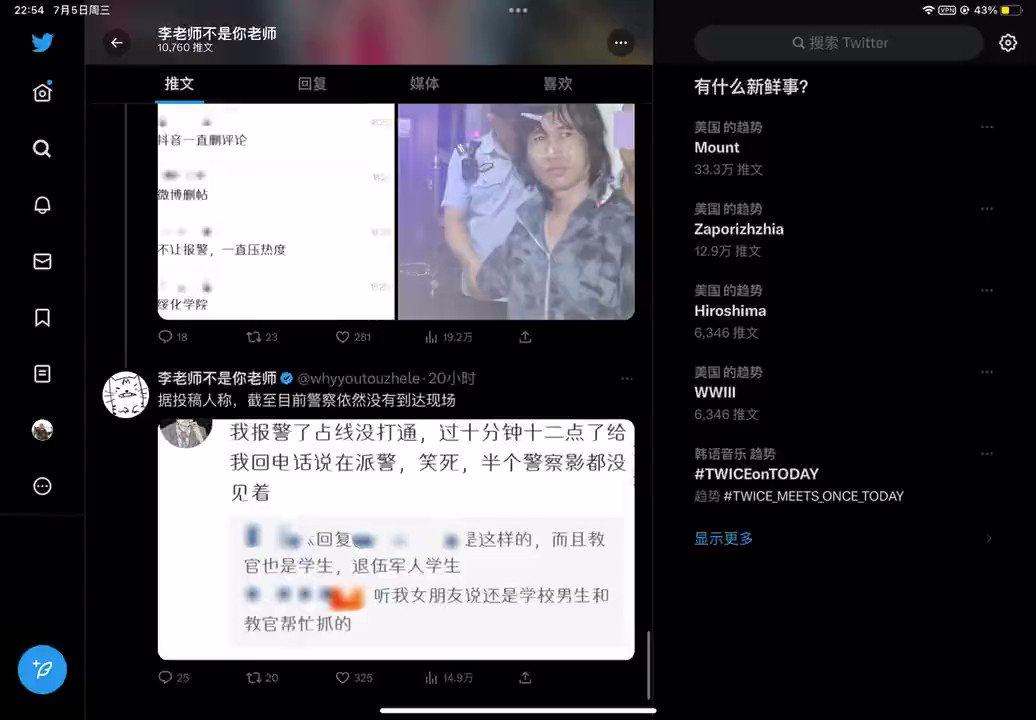 22:54 7月5日周三
43%
VPN
李老师不是你老师
10,760 推文
推文
回复
媒体
喜欢
抖音一直删评论
微博删帖
不让报警，一直压热度
绥化学院
18
23
281
19.2万
李老师不是你老师 @whyyoutouzhele·20小时
据投稿人称，截至目前警察依然没有到达现场
我报警了占线没打通，过十分钟十二点了给
我回电话说在派警，笑死，半个警察影都没
见着
回复
是这样的，而且教
官也是学生，退伍军人学生
听我女朋友说还是学校男生和
教官帮忙抓的
25
20
325
14.9万
搜索 Twitter
有什么新鲜事?
美国 的趋势
Mount
33.3万 推文
美国 的趋势
Zaporizhzhia
12.9万 推文
美国 的趋势
Hiroshima
6,346 推文
美国 的趋势
WWIII
6,346 推文
韩语音乐 趋势
#TWICEonTODAY
趋势 #TWICE_MEETS_ONCE_TODAY
显示更多